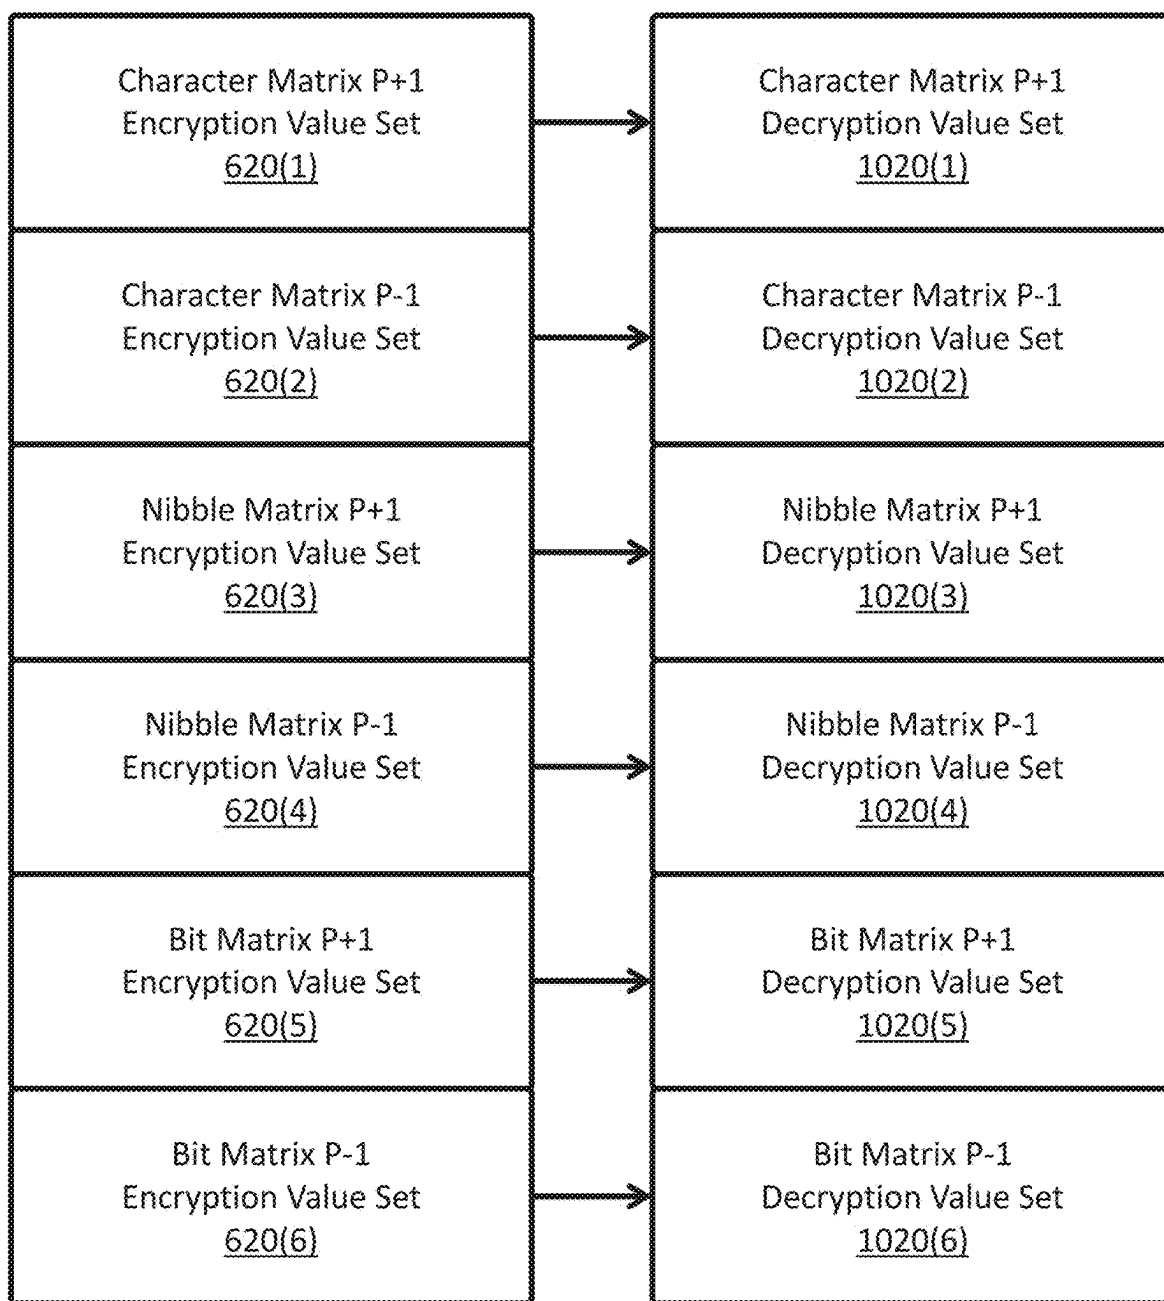 Character Matrix P+1
Encryption Value Set
620(1)
Character Matrix P+1
Decryption Value Set
1020(1)
Character Matrix P-1
Encryption Value Set
620(2)
Character Matrix P-1
Decryption Value Set
1020(2)
Nibble Matrix P+1
Encryption Value Set
620(3)
Nibble Matrix P+1
Decryption Value Set
1020(3)
Nibble Matrix P-1
Encryption Value Set
620(4)
Nibble Matrix P-1
Decryption Value Set
1020(4)
Bit Matrix P+1
Encryption Value Set
620(5)
Bit Matrix P+1
Decryption Value Set
1020(5)
Bit Matrix P-1
Encryption Value Set
620(6)
Bit Matrix P-1
Decryption Value Set
1020(6)